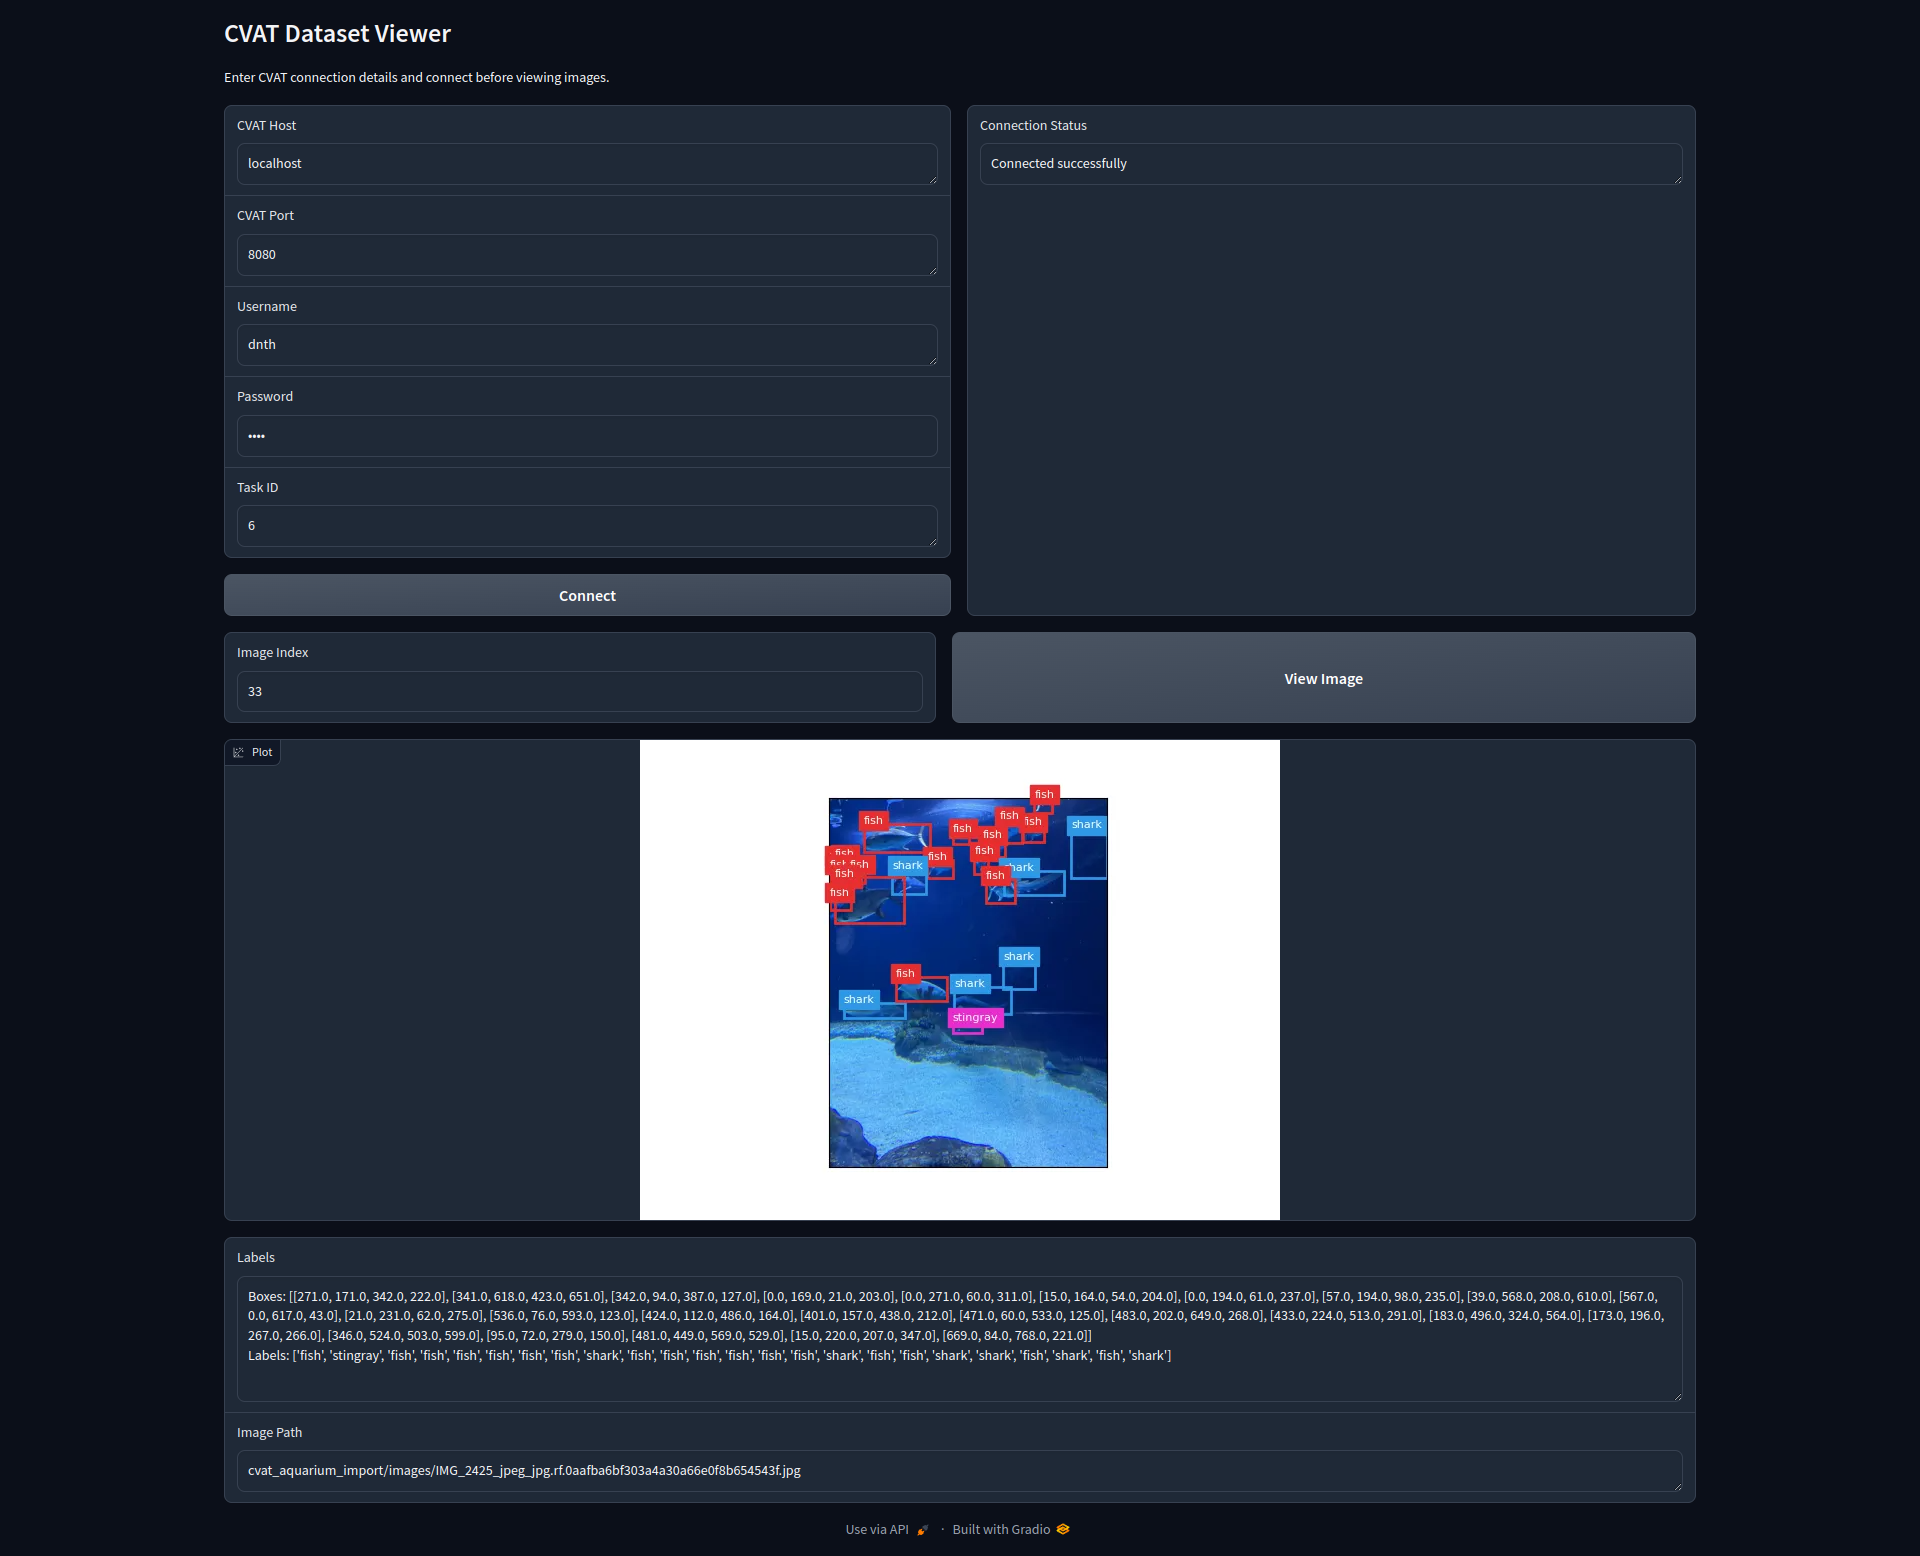 CVAT Dataset Viewer
Enter CVAT connection details and connect before viewing images.
CVAT Host
localhost
CVAT Port
8080
Username
dnth
Password
••••
Task ID
6
Connect
Connection Status
Connected successfully
Image Index
33
View Image
Plot
fish
fish
fish
fish
shark
fish
fish
fish
fish
fish
fish
fish
fish
shark
shark
fish
fish
fish
shark
fish
shark
shark
stingray
Labels
Boxes: [[271.0, 171.0, 342.0, 222.0], [341.0, 618.0, 423.0, 651.0], [342.0, 94.0, 387.0, 127.0], [0.0, 169.0, 21.0, 203.0], [0.0, 271.0, 60.0, 311.0], [15.0, 164.0, 54.0, 204.0], [0.0, 194.0, 61.0, 237.0], [57.0, 194.0, 98.0, 235.0], [39.0, 568.0, 208.0, 610.0], [567.0,
0.0, 617.0, 43.0], [21.0, 231.0, 62.0, 275.0], [536.0, 76.0, 593.0, 123.0], [424.0, 112.0, 486.0, 164.0], [401.0, 157.0, 438.0, 212.0], [471.0, 60.0, 533.0, 125.0], [483.0, 202.0, 649.0, 268.0], [433.0, 224.0, 513.0, 291.0], [183.0, 496.0, 324.0, 564.0], [173.0, 196.0,
267.0, 266.0], [346.0, 524.0, 503.0, 599.0], [95.0, 72.0, 279.0, 150.0], [481.0, 449.0, 569.0, 529.0], [15.0, 220.0, 207.0, 347.0], [669.0, 84.0, 768.0, 221.0]]
Labels: ['fish', 'stingray', 'fish', 'fish', 'fish', 'fish', 'fish', 'fish', 'shark', 'fish', 'fish', 'fish', 'fish', 'fish', 'fish', 'shark', 'fish', 'fish', 'shark', 'shark', 'fish', 'shark', 'fish', 'shark']
Image Path
cvat_aquarium_import/images/IMG_2425_jpeg_jpg.rf.0aafba6bf303a4a30a66e0f8b654543f.jpg
Use via API · Built with Gradio